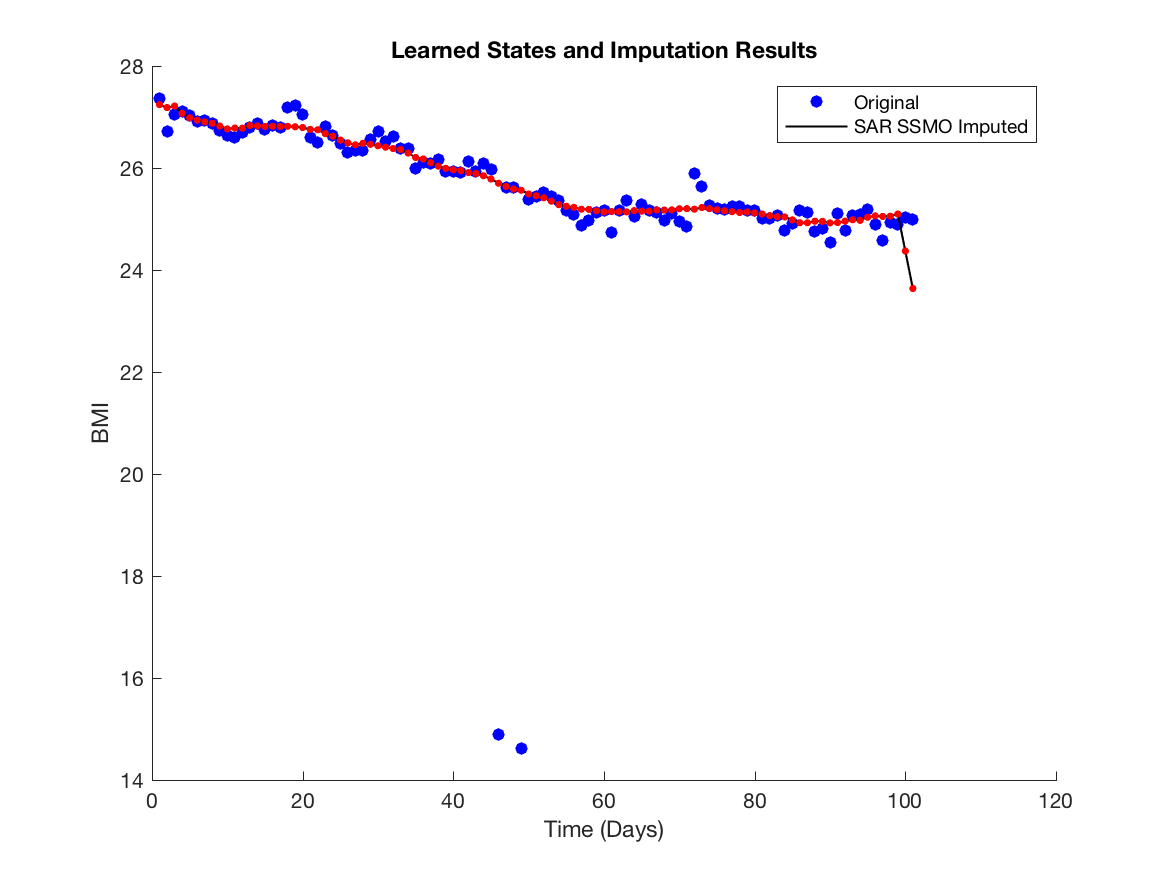 Learned States and Imputation Results
28
Original
SAR SSMO Imputed
26
24
22
BMI
20
18
16
14
0 20 40 60 80 100 120
Time (Days)